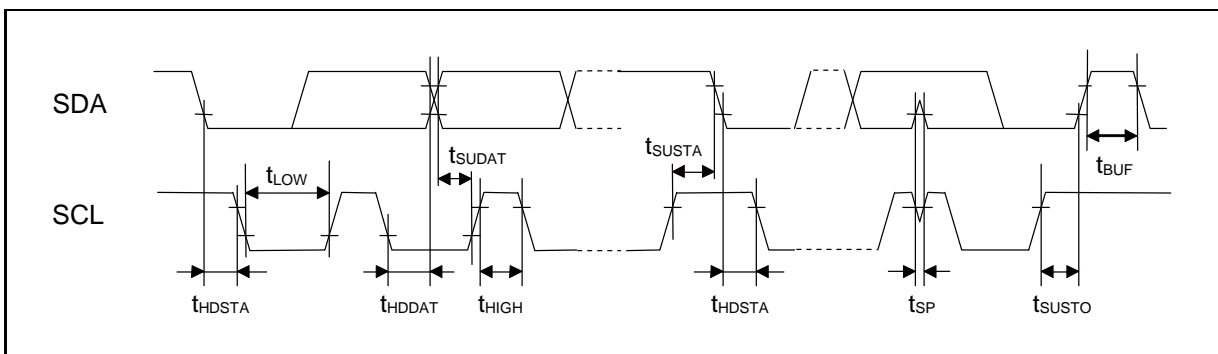 SDA
tSUDAT
tSUSTA
tBUF
tLOW
SCL
tHDSTA
tHDDAT
tHIGH
tHDSTA
tSP
tSUSTO